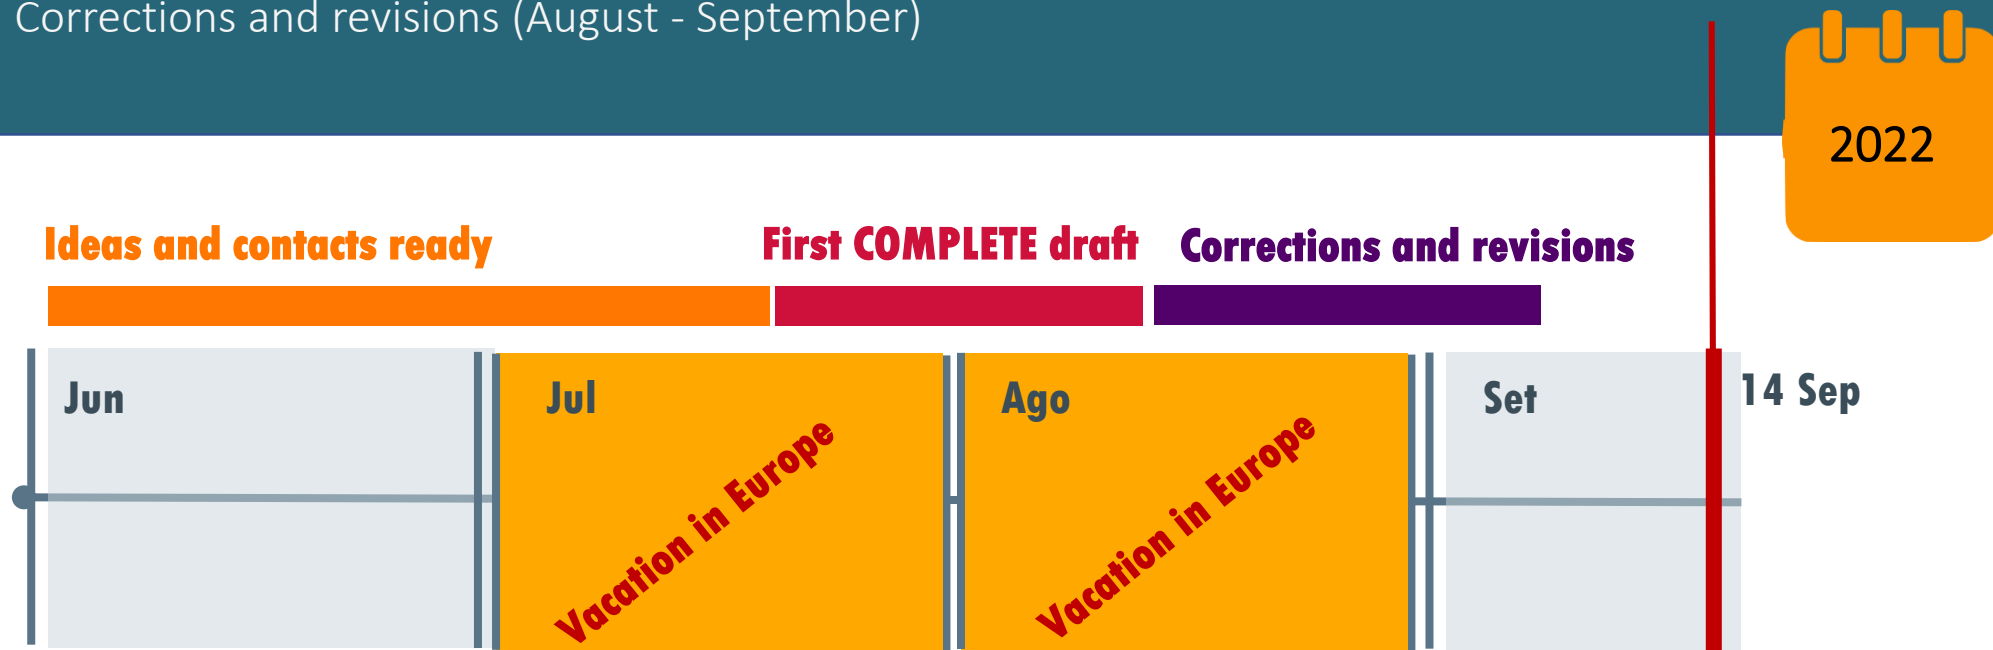 Corrections and revisions (August - September)
2022
Ideas and contacts ready
First COMPLETE draft
Corrections and revisions
Jun
Jul
Ago
Set
14 Sep
Vacation in Europe
Vacation in Europe